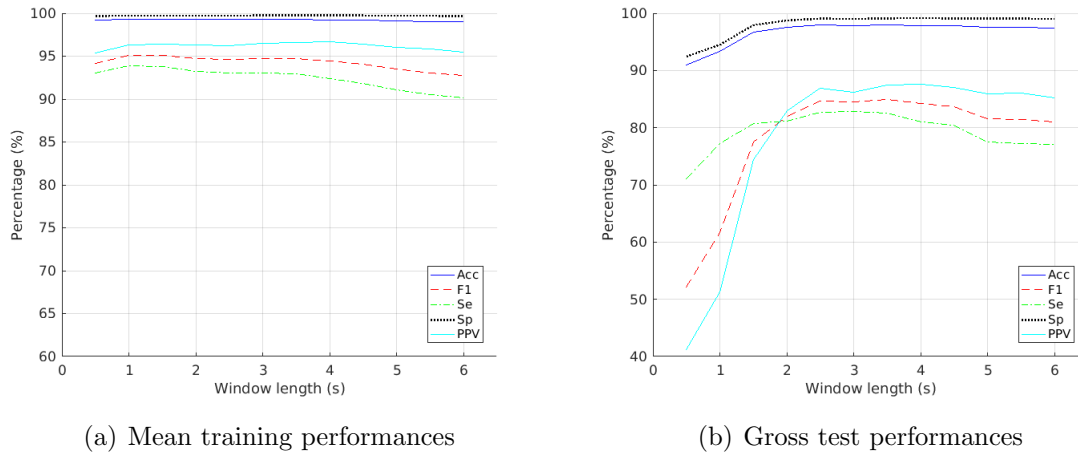 100
95
90
85
80
75
70
65
60
Percentage (%)
0 1 2 3 4 5 6
Window length (s)
Acc
F1
Se
Sp
PPV
(a) Mean training performances
100
90
80
70
60
50
40
Percentage (%)
0 1 2 3 4 5 6
Window length (s)
Acc
F1
Se
Sp
PPV
(b) Gross test performances